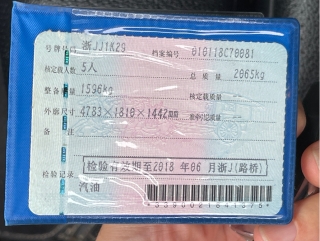 号牌号码 浙JJ1K29 档案编号 010118C70081
核定载人数 5人 总质量 2065kg
整备质量 1596kg 核定载质量 --
外廓尺寸 4783×1810×1442mm 准牵引总质量 --
备注
检验有效期至2018年06月浙J(路桥)
检验记录
汽油